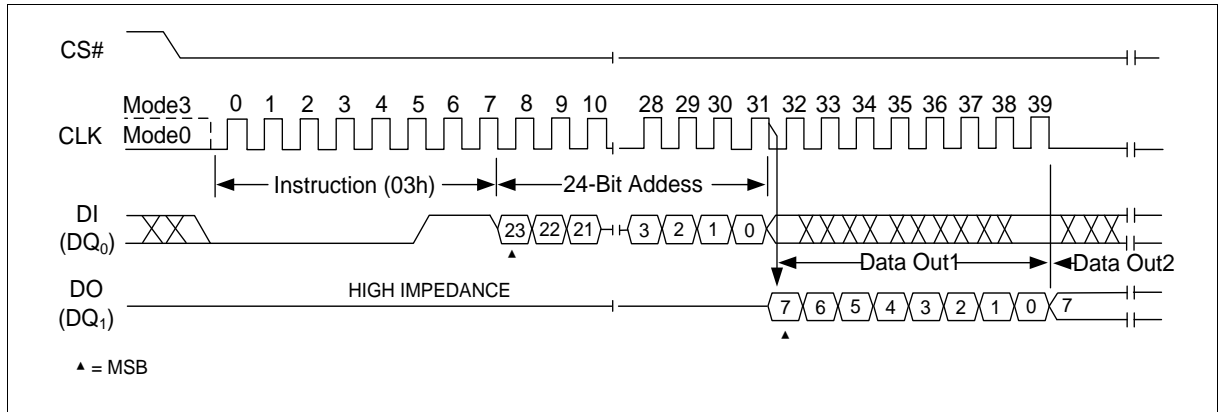 CS#
Mode3 0 1 2 3 4 5 6 7 8 9 10 28 29 30 31 32 33 34 35 36 37 38 39
CLK Mode0
Instruction (03h) 24-Bit Addess
DI
(DQ0)
23 22 21 3 2 1 0
Data Out1 Data Out2
DO
(DQ1)
HIGH IMPEDANCE
7 6 5 4 3 2 1 0 7
▲ = MSB